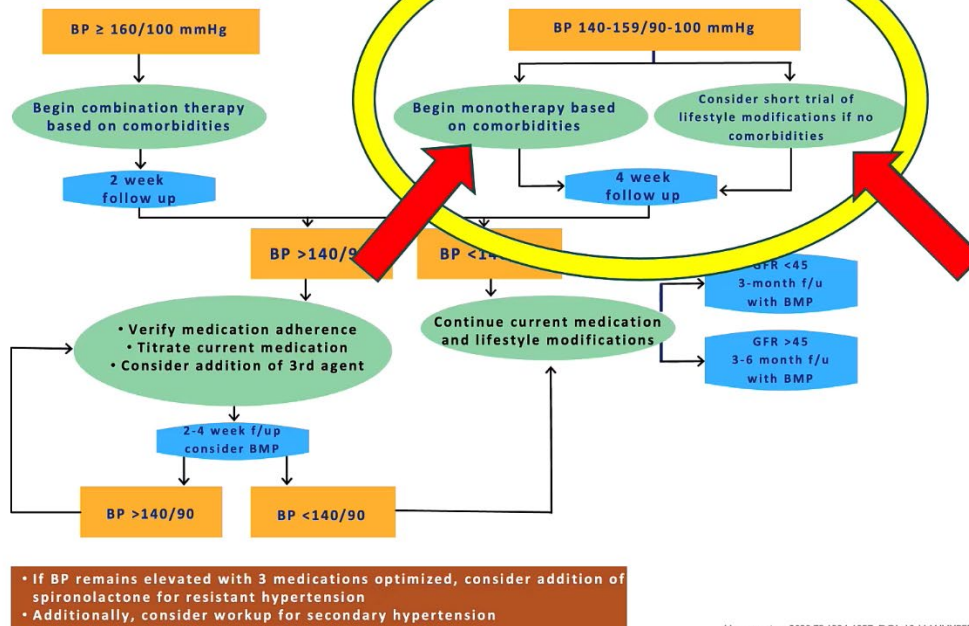 BP ≥ 160/100 mmHg
BP 140-159/90-100 mmHg
Begin combination therapy
based on comorbidities
Begin monotherapy based
on comorbidities
Consider short trial of
lifestyle modifications if no
comorbidities
2 week
follow up
4 week
follow up
BP >140/9
BP <14
GFR <45
3-month f/u
with BMP
• Verify medication adherence
• Titrate current medication
• Consider addition of 3rd agent
Continue current medication
and lifestyle modifications
GFR >45
3-6 month f/u
with BMP
2-4 week f/up
consider BMP
BP >140/90
BP <140/90
• If BP remains elevated with 3 medications optimized, consider addition of
spironolactone for resistant hypertension
• Additionally, consider workup for secondary hypertension